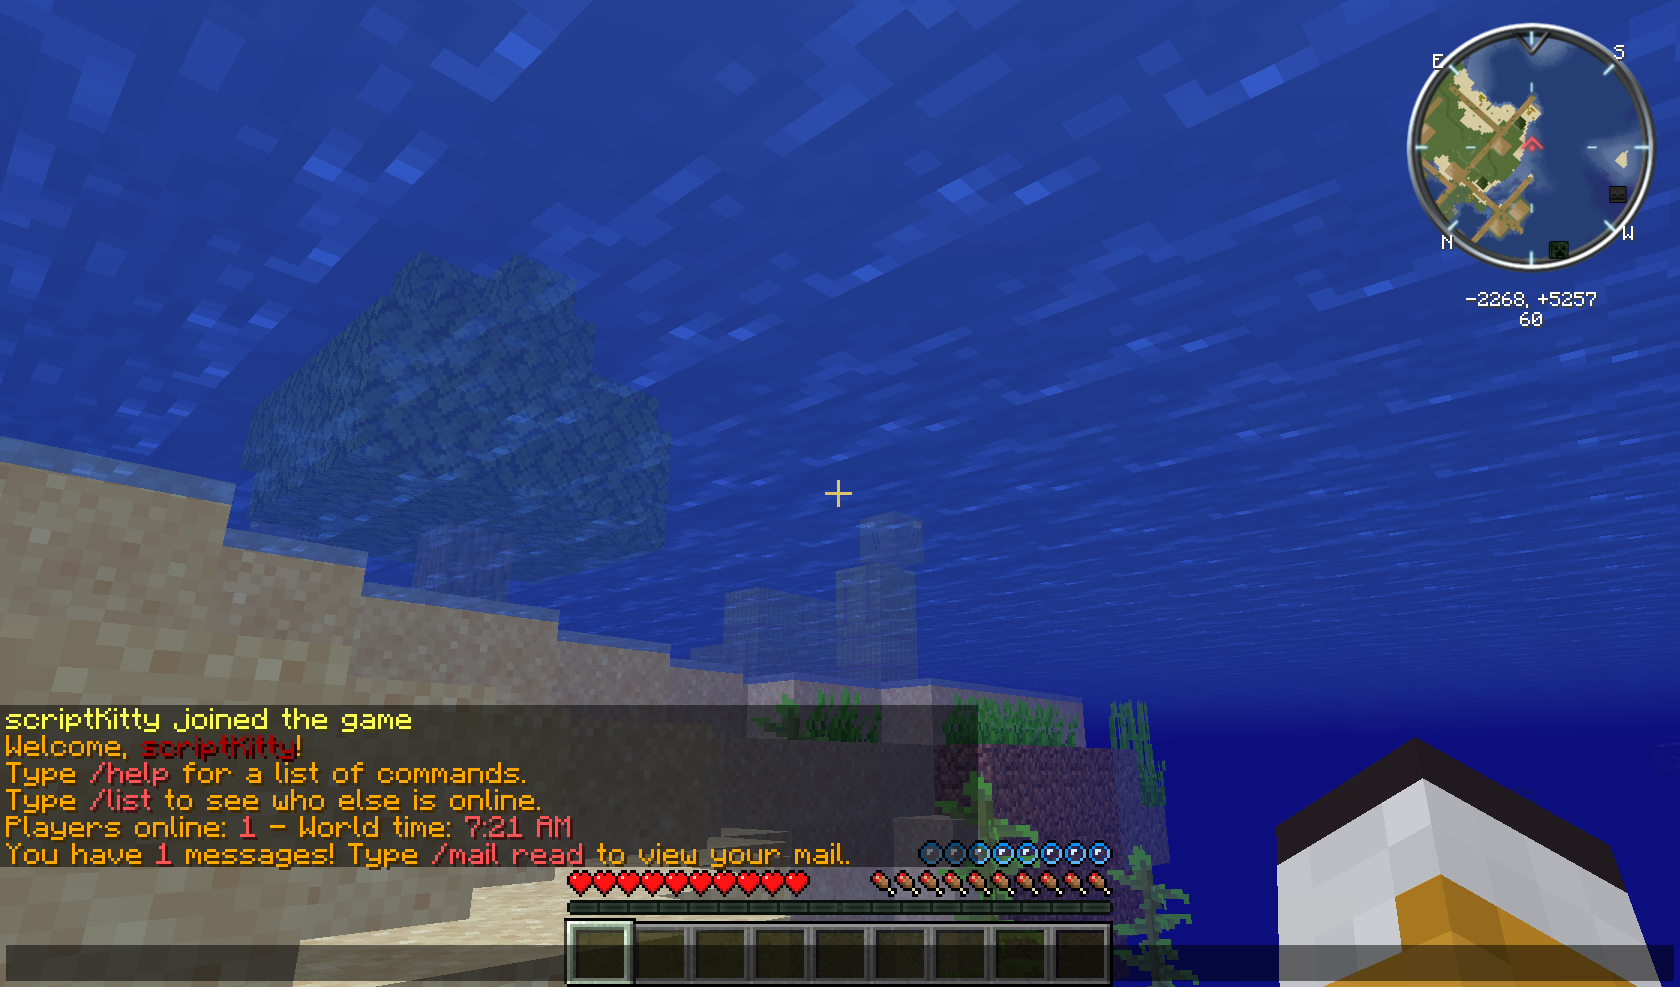 E
S
N
W
-2268, +5257
60
scriptKitty joined the game
Welcome, scriptKitty!
Type /help for a list of commands.
Type /list to see who else is online.
Players online: 1 - World time: 7:21 AM
You have 1 messages! Type /mail read to view your mail.